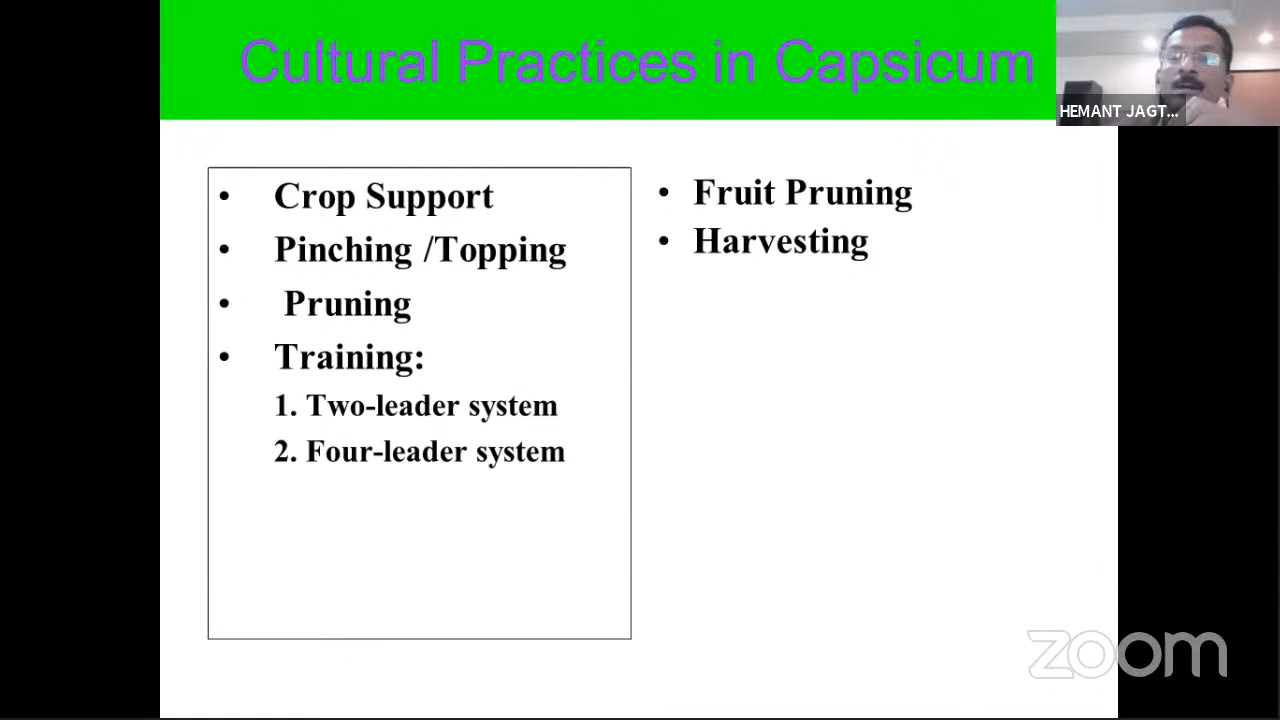 Cultural Practices in Capsicum
HEMANT JAGT...
• Crop Support
• Pinching /Topping
• Pruning
• Training:
1. Two-leader system
2. Four-leader system
• Fruit Pruning
• Harvesting
zoom